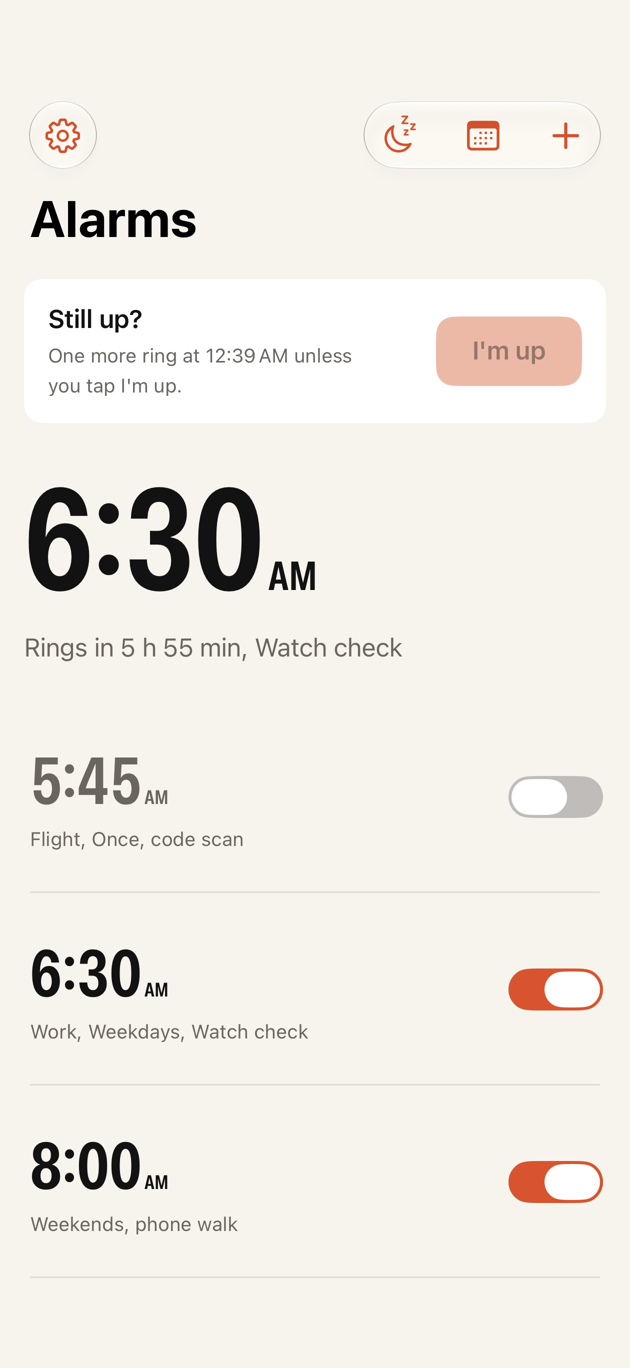 Alarms
Still up?
One more ring at 12:39 AM unless
you tap I'm up.
I'm up
6:30 AM
Rings in 5 h 55 min, Watch check
5:45 AM
Flight, Once, code scan
6:30 AM
Work, Weekdays, Watch check
8:00 AM
Weekends, phone walk